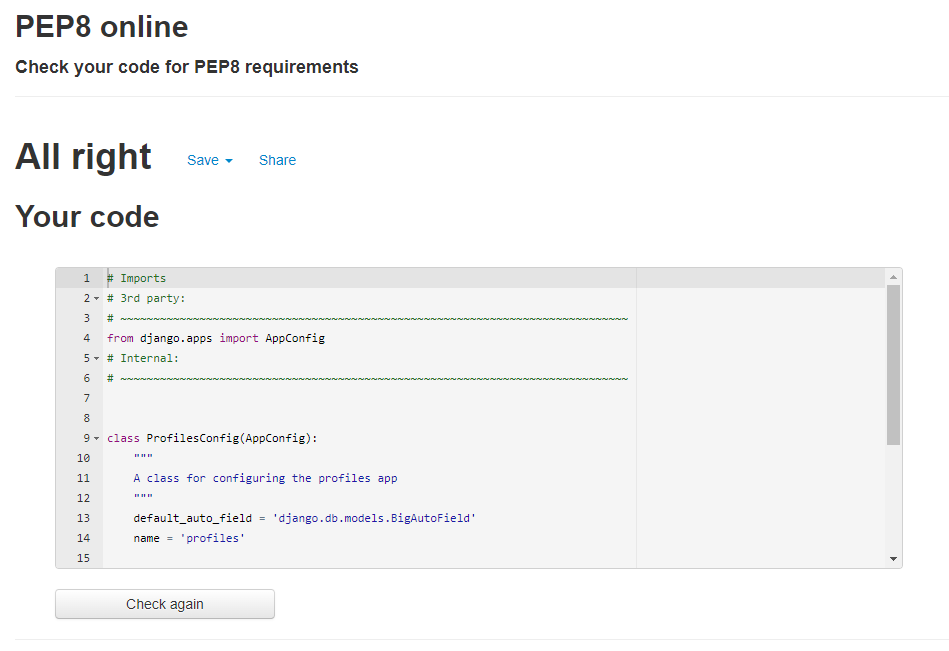 PEP8 online
Check your code for PEP8 requirements
All right Save Share
Your code
1 # Imports
2 # 3rd party:
3 # ~~~~~~~~~~~~~~~~~~~~~~~~~~~~~~~~~~~~~~~~~~~~~~~~~~~~~~~~~~~~~~~~~~~~~~~~~~~~~
4 from django.apps import AppConfig
5 # Internal:
6 # ~~~~~~~~~~~~~~~~~~~~~~~~~~~~~~~~~~~~~~~~~~~~~~~~~~~~~~~~~~~~~~~~~~~~~~~~~~~~~
7
8
9 class ProfilesConfig(AppConfig):
10     """
11     A class for configuring the profiles app
12     """
13     default_auto_field = 'django.db.models.BigAutoField'
14     name = 'profiles'
15
Check again